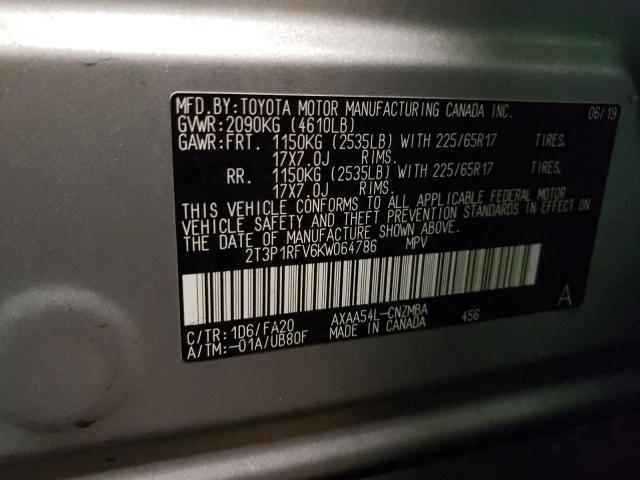 MFD.BY:TOYOTA MOTOR MANUFACTURING CANADA INC. 06/19
GVWR:2090KG (4610LB)
GAWR:FRT. 1150KG (2535LB) WITH 225/65R17 TIRES.
17X7.0J RIMS.
RR. 1150KG (2535LB) WITH 225/65R17 TIRES.
17X7.0J RIMS.
THIS VEHICLE CONFORMS TO ALL APPLICABLE FEDERAL MOTOR
VEHICLE SAFETY AND THEFT PREVENTION STANDARDS IN EFFECT ON
THE DATE OF MANUFACTURE SHOWN ABOVE.
2T3P1RFV6KW064786 MPV
A
C/TR:1D6/FA20 AXAA54L-CNZMBA 456
A/TM:-01A/UB80F MADE IN CANADA